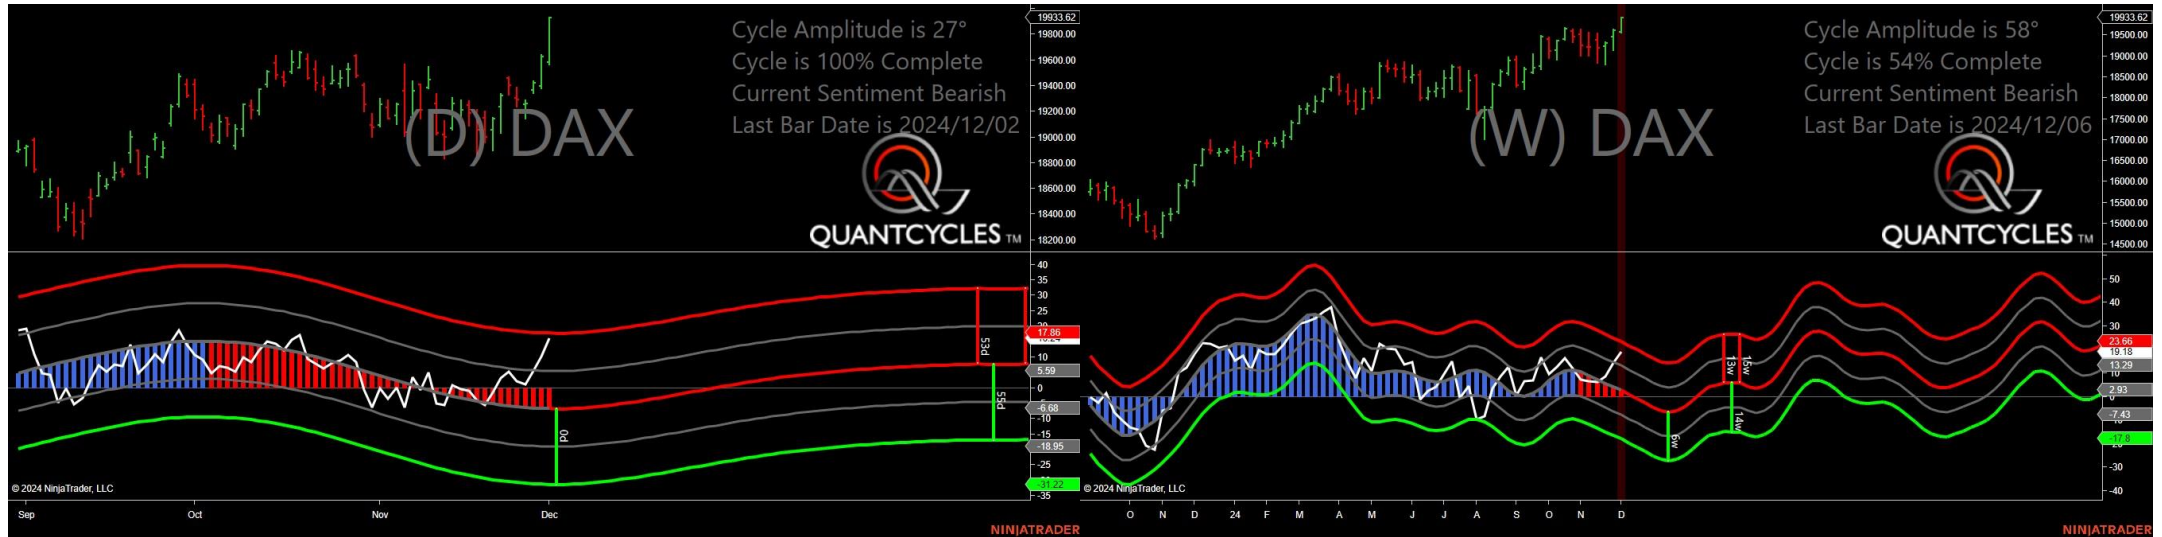 Cycle Amplitude is 27°
Cycle is 100% Complete
Current Sentiment Bearish
Last Bar Date is 2024/12/02
(D) DAX
QUANTCYCLES TM
19933.62
19800.00
19600.00
19400.00
19200.00
19000.00
18800.00
18600.00
18400.00
18200.00
40
35
30
25
17.86
10
5.59
0
-6.68
-10
-15
-18.95
-25
-31.22
-35
53d
55d
0d
© 2024 NinjaTrader, LLC
Sep
Oct
Nov
Dec
NINJATRADER
Cycle Amplitude is 58°
Cycle is 54% Complete
Current Sentiment Bearish
Last Bar Date is 2024/12/06
(W) DAX
QUANTCYCLES TM
19933.62
19500.00
19000.00
18500.00
18000.00
17500.00
17000.00
16500.00
16000.00
15500.00
15000.00
14500.00
50
40
30
23.66
19.18
13.29
2.93
-7.43
-17.8
-30
-40
13w
15w
14w
6w
© 2024 NinjaTrader, LLC
O N D 24 F M A M J J A S O N D
NINJATRADER